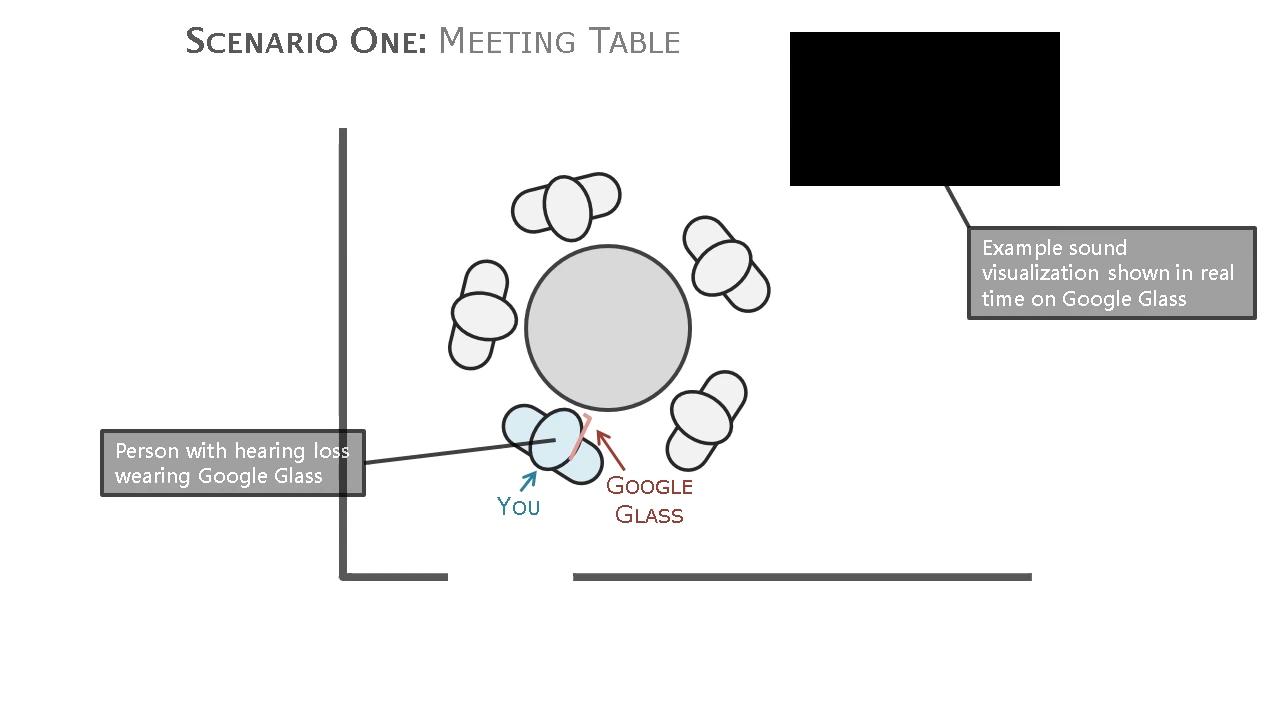 SCENARIO ONE: MEETING TABLE
Example sound
visualization shown in real
time on Google Glass
Person with hearing loss
wearing Google Glass
YOU
GOOGLE
GLASS